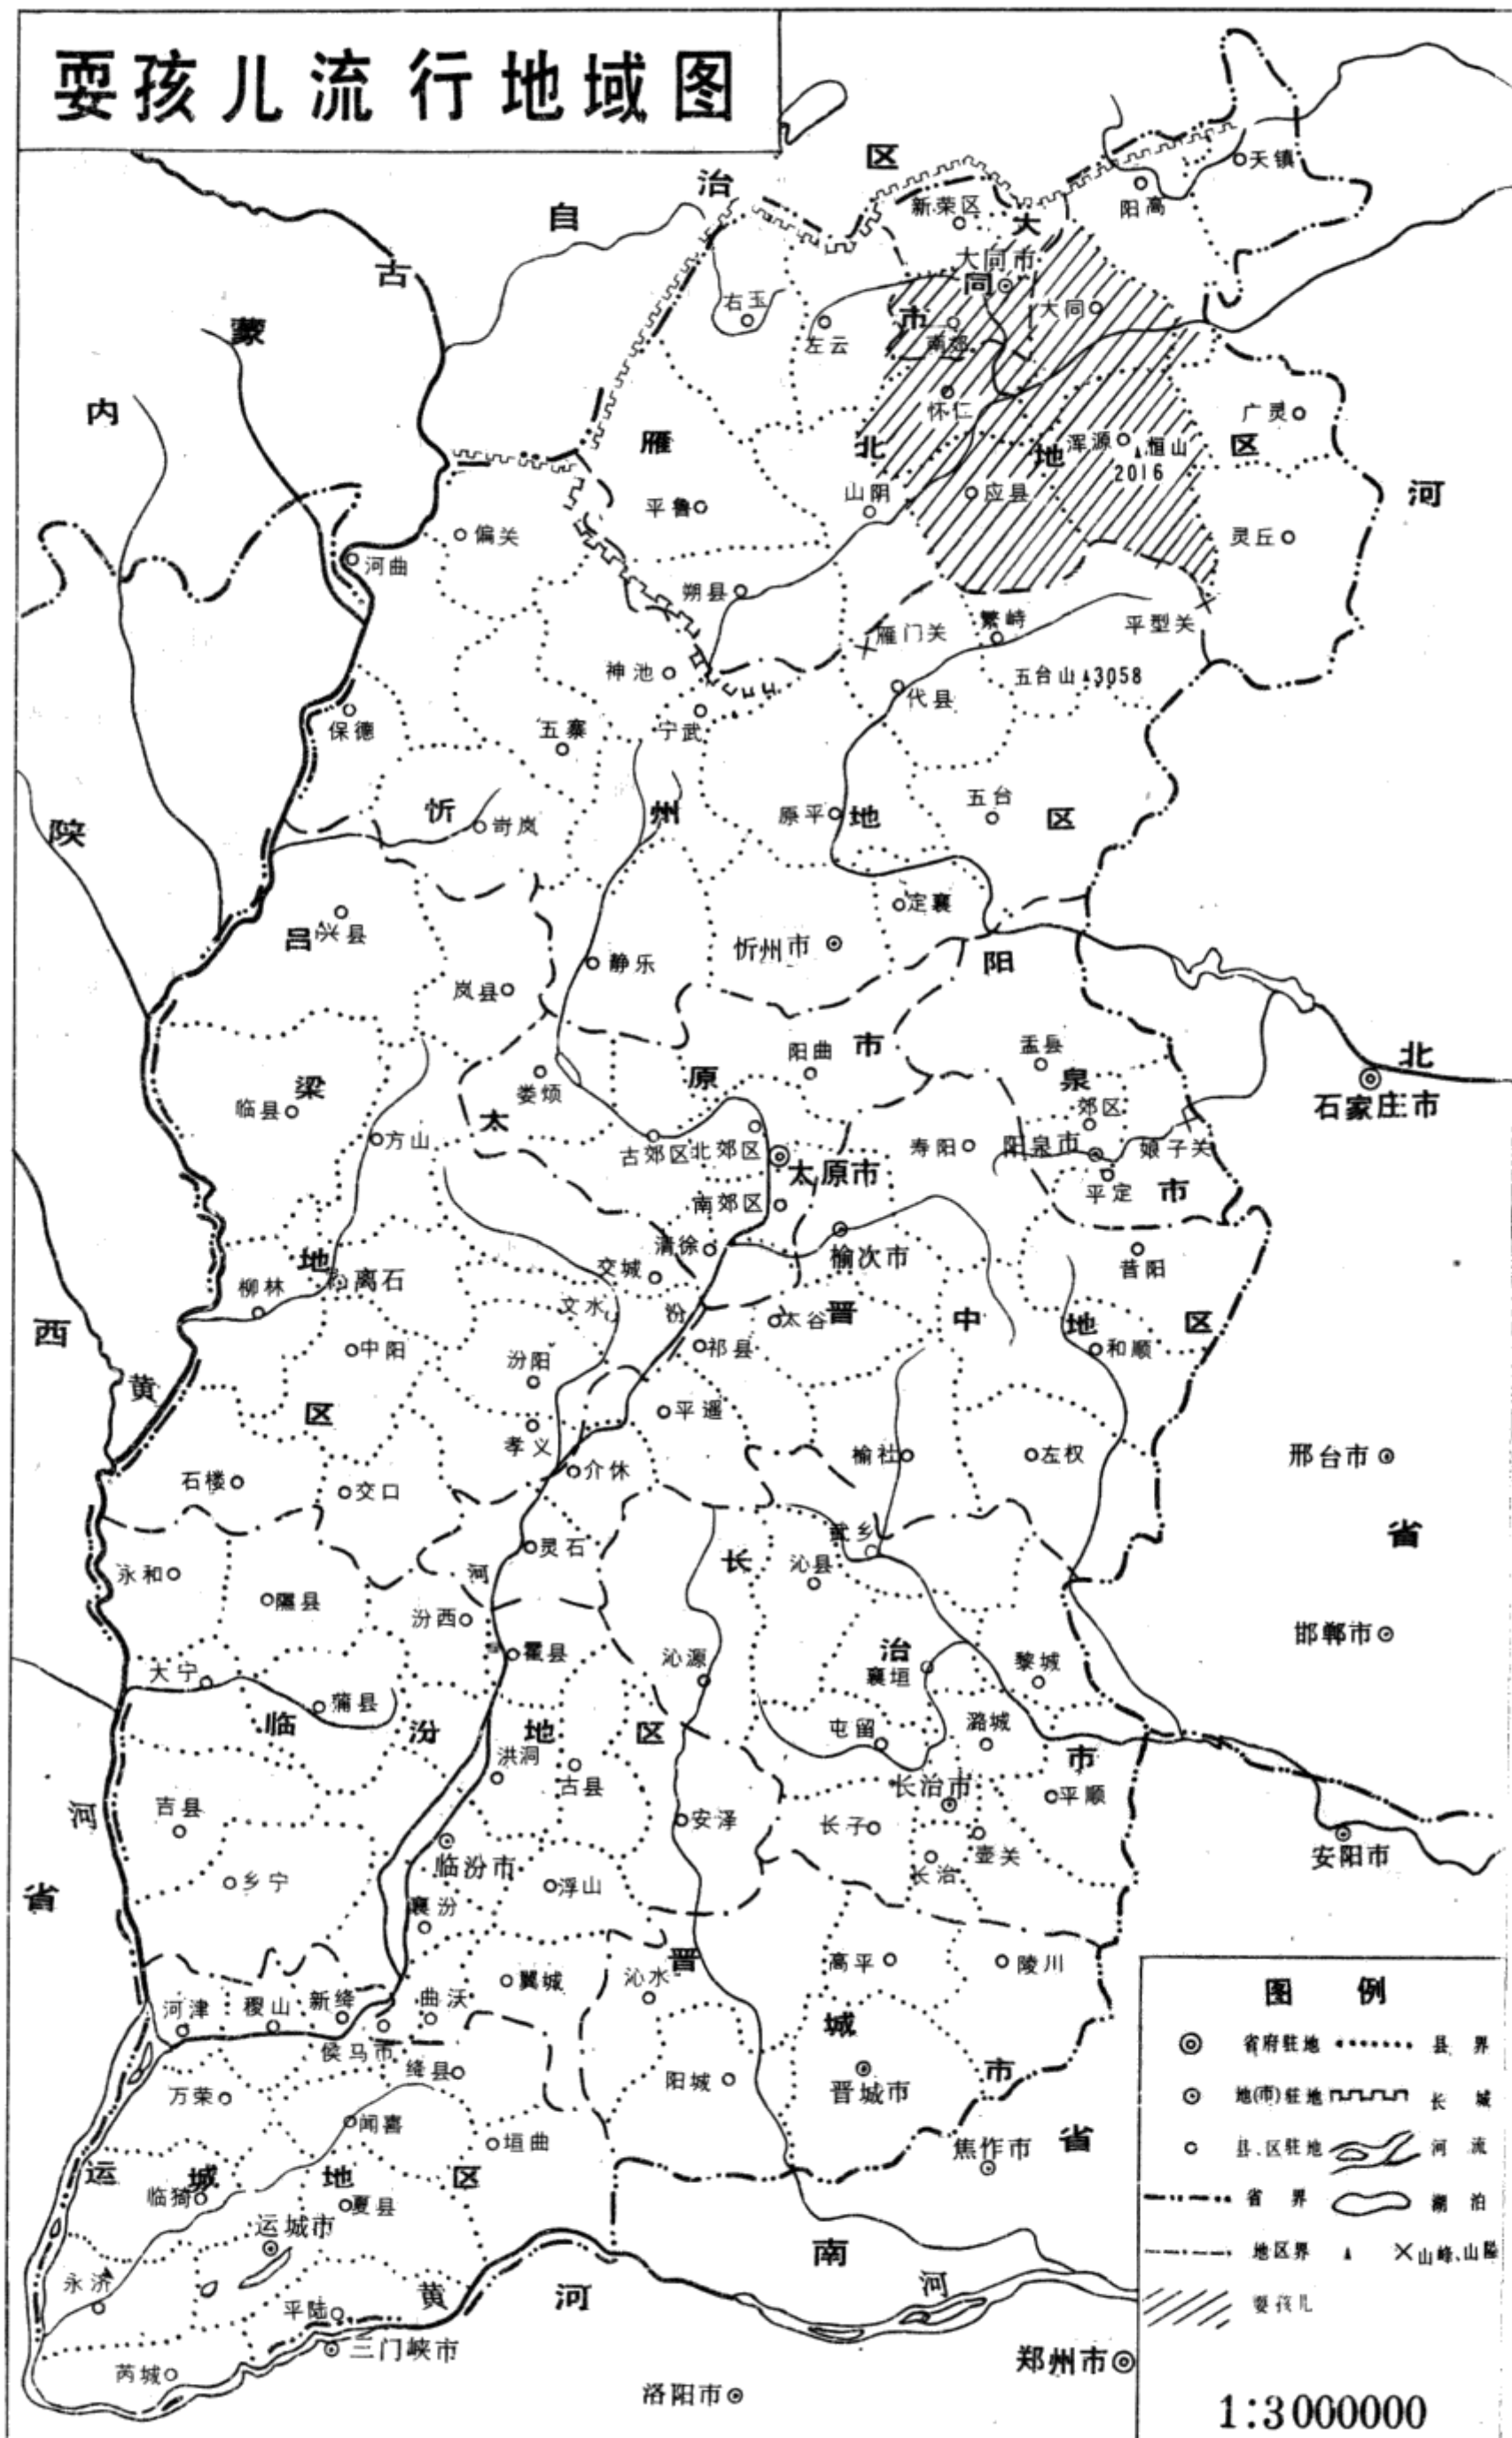 耍孩儿流行地域图
内
蒙
古
自
治
区
天镇
阳高
新荣区
大
同
市
大同市
大同
南郊
右玉
左云
怀仁
广灵
雁
北
地
区
浑源
恒山
2016
山阴
应县
平鲁
灵丘
河
偏关
河曲
朔县
雁门关
繁峙
平型关
神池
五台山
3058
代县
保德
五寨
宁武
忻
州
地
区
岢岚
原平
五台
陕
定襄
兴县
吕
静乐
忻州市
岚县
阳
阳曲
市
原
盂县
泉
北
石家庄市
梁
临县
娄烦
太
方山
郊区
古郊区
北郊区
太原市
寿阳
阳泉市
娘子关
平定
市
南郊区
清徐
榆次市
昔阳
地
离石
交城
柳林
文水
汾
太谷
晋
中
地
区
西
中阳
祁县
和顺
汾阳
黄
区
平遥
孝义
榆社
左权
邢台市
石楼
介休
交口
省
武乡
灵石
长
沁县
永和
隰县
河
汾西
邯郸市
霍县
沁源
治
襄垣
黎城
大宁
蒲县
临
汾
地
区
屯留
潞城
洪洞
古县
市
长治市
平顺
河
吉县
安泽
长子
壶关
安阳市
临汾市
长治
乡宁
浮山
省
襄汾
晋
高平
陵川
翼城
沁水
河津
稷山
新绛
曲沃
城
侯马市
绛县
阳城
市
晋城市
万荣
闻喜
垣曲
焦作市
省
运
城
地
区
临猗
夏县
运城市
南
永济
黄
河
河
平陆
三门峡市
郑州市
芮城
洛阳市
图 例
省府驻地
县 界
地(市)驻地
长 城
县、区驻地
河 流
省 界
湖 泊
地区界
山峰、山隘
耍孩儿
1:3000000